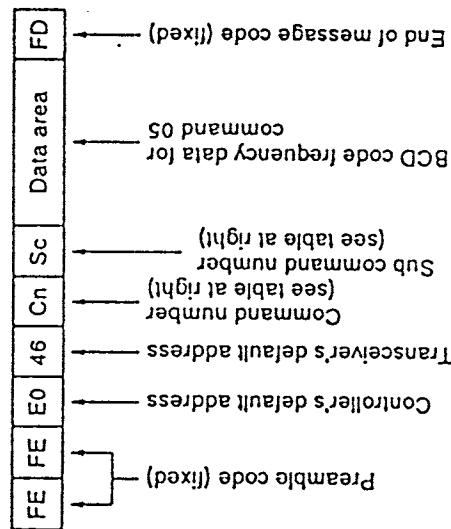 FE FE E0 46 Cn Sc Data area FD
Preamble code (fixed)
Controller's default address
Transceiver's default address
Command number
(see table at right)
Sub command number
(see table at right)
BCD code frequency data for
command 05
End of message code (fixed)